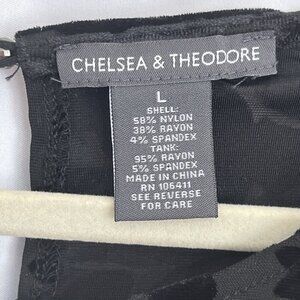 CHELSEA & THEODORE
L
SHELL:
58% NYLON
38% RAYON
4% SPANDEX
TANK:
95% RAYON
5% SPANDEX
MADE IN CHINA
RN 106411
SEE REVERSE
FOR CARE